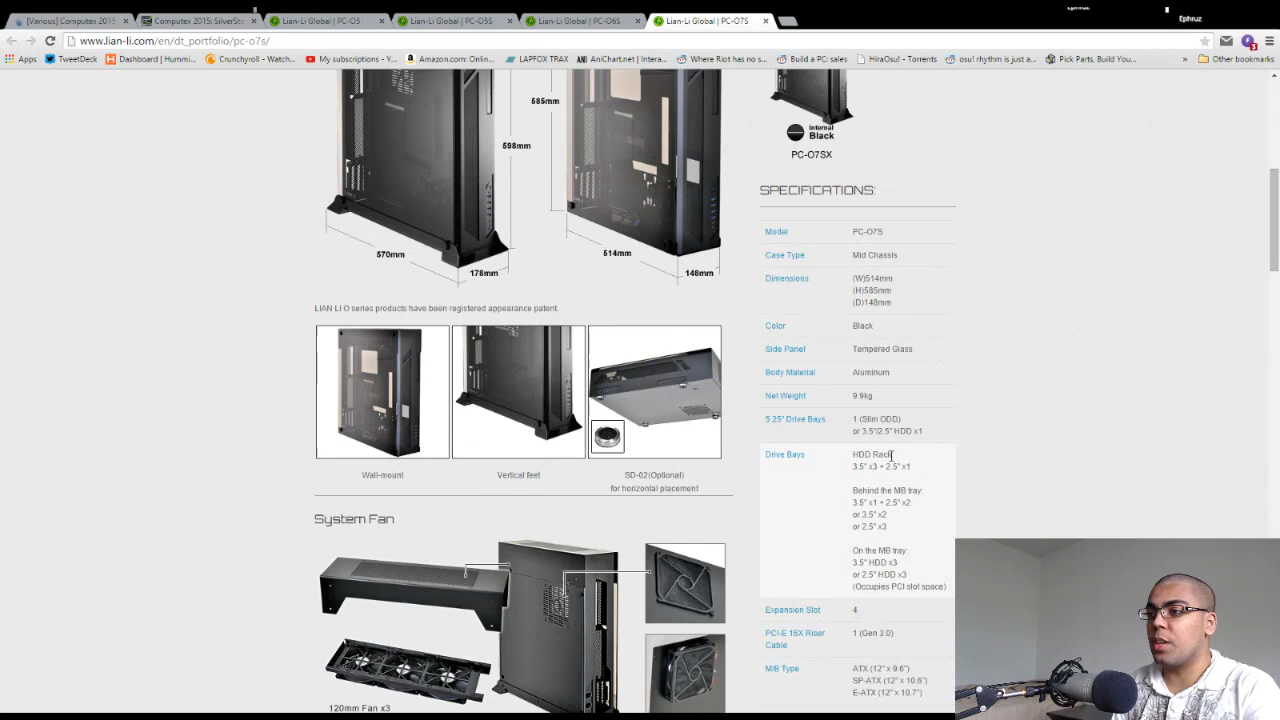 [Various] Computex 2015
Computex 2015: SilverSto
Lian-Li Global | PC-O5
Lian-Li Global | PC-O5S
Lian-Li Global | PC-O6S
Lian-Li Global | PC-O7S
Ephruz
www.lian-li.com/en/dt_portfolio/pc-o7s/
3
Apps
TweetDeck
Dashboard | Hummi...
Crunchyroll - Watch...
My subscriptions - Y...
Amazon.com: Onlin...
LAPFOX TRAX
AniChart.net | Intera...
Where Riot has no s...
Build a PC: sales
HiraOsu! - Torrents
osu! rhythm is just a...
Pick Parts, Build You...
»
Other bookmarks
585mm
598mm
570mm
178mm
514mm
148mm
Internal
Black
PC-O7SX
LIAN LI O series products have been registered appearance patent.
Wall-mount
Vertical feet
SD-02(Optional)
for horizontal placement
System Fan
120mm Fan x3
SPECIFICATIONS:
Model PC-O7S
Case Type Mid Chassis
Dimensions (W)514mm
(H)585mm
(D)148mm
Color Black
Side Panel Tempered Glass
Body Material Aluminum
Net Weight 9.9kg
5.25" Drive Bays 1 (Slim ODD)
or 3.5"/2.5" HDD x1
Drive Bays HDD Rack
3.5" x3 + 2.5" x1
Behind the MB tray:
3.5" x1 + 2.5" x2
or 3.5" x2
or 2.5" x3
On the MB tray:
3.5" HDD x3
or 2.5" HDD x3
(Occupies PCI slot space)
Expansion Slot 4
PCI-E 16X Riser 1 (Gen 3.0)
Cable
M/B Type ATX (12" x 9.6")
SP-ATX (12" x 10.6")
E-ATX (12" x 10.7")